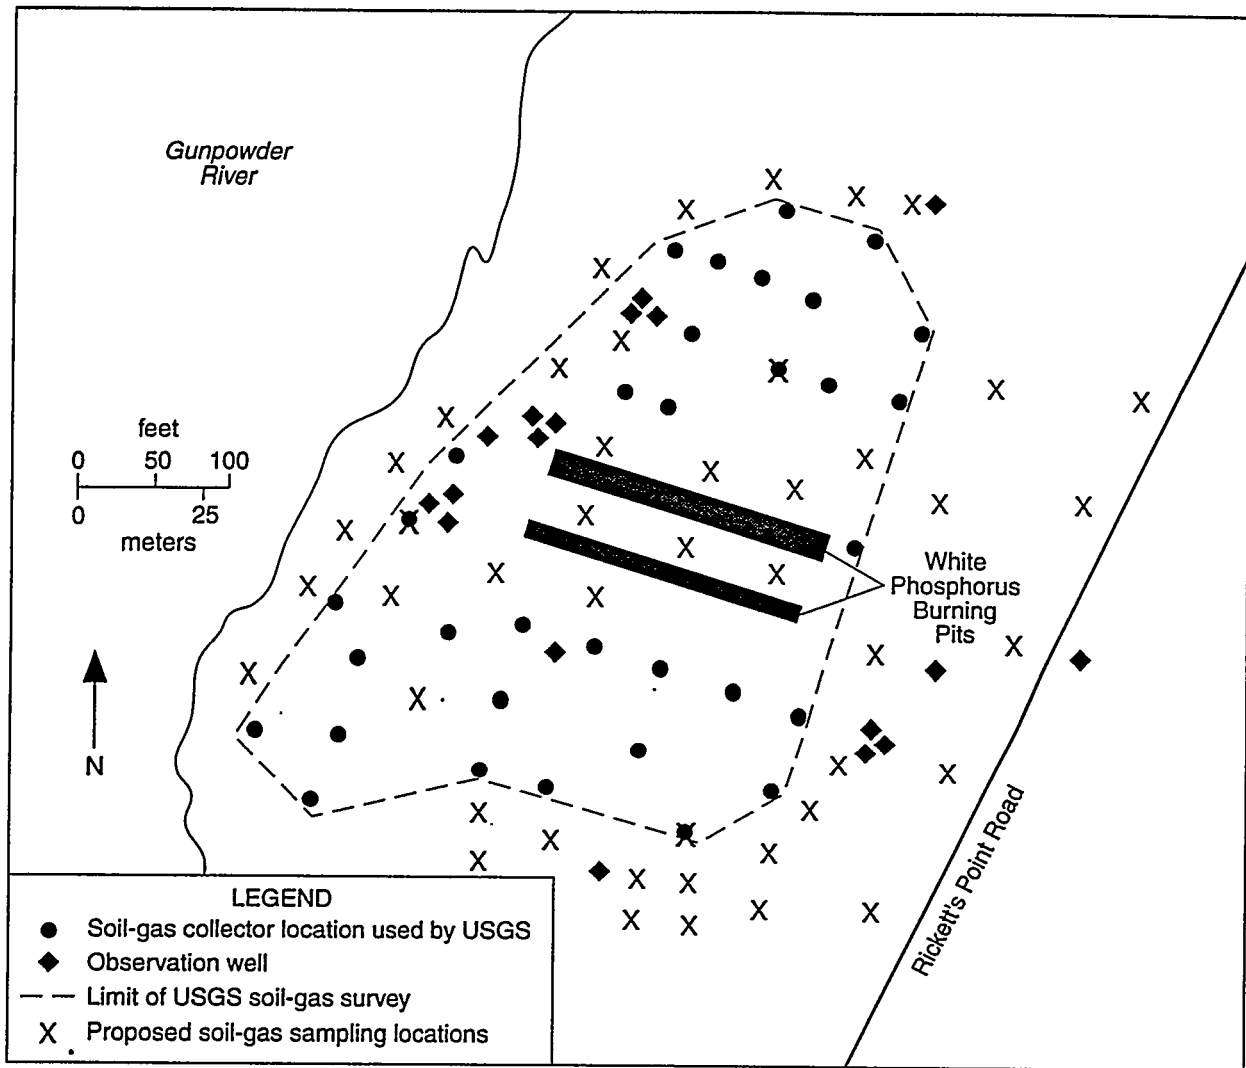 Gunpowder
River
feet
0 50 100
0 25
meters
N
White
Phosphorus
Burning
Pits
Rickett's Point Road
LEGEND
Soil-gas collector location used by USGS
Observation well
Limit of USGS soil-gas survey
X Proposed soil-gas sampling locations